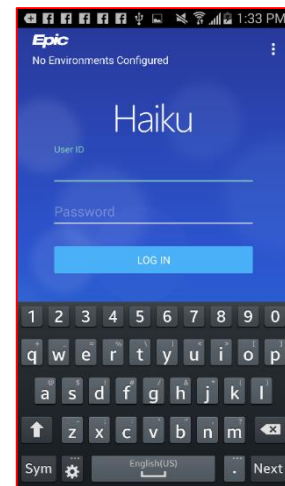 1:33 PM
Epic
No Environments Configured
Haiku
User ID
Password
LOG IN
1 2 3 4 5 6 7 8 9 0
q w e r t y u i o p
a s d f g h j k l
z x c v b n m
Sym English(US) . Next